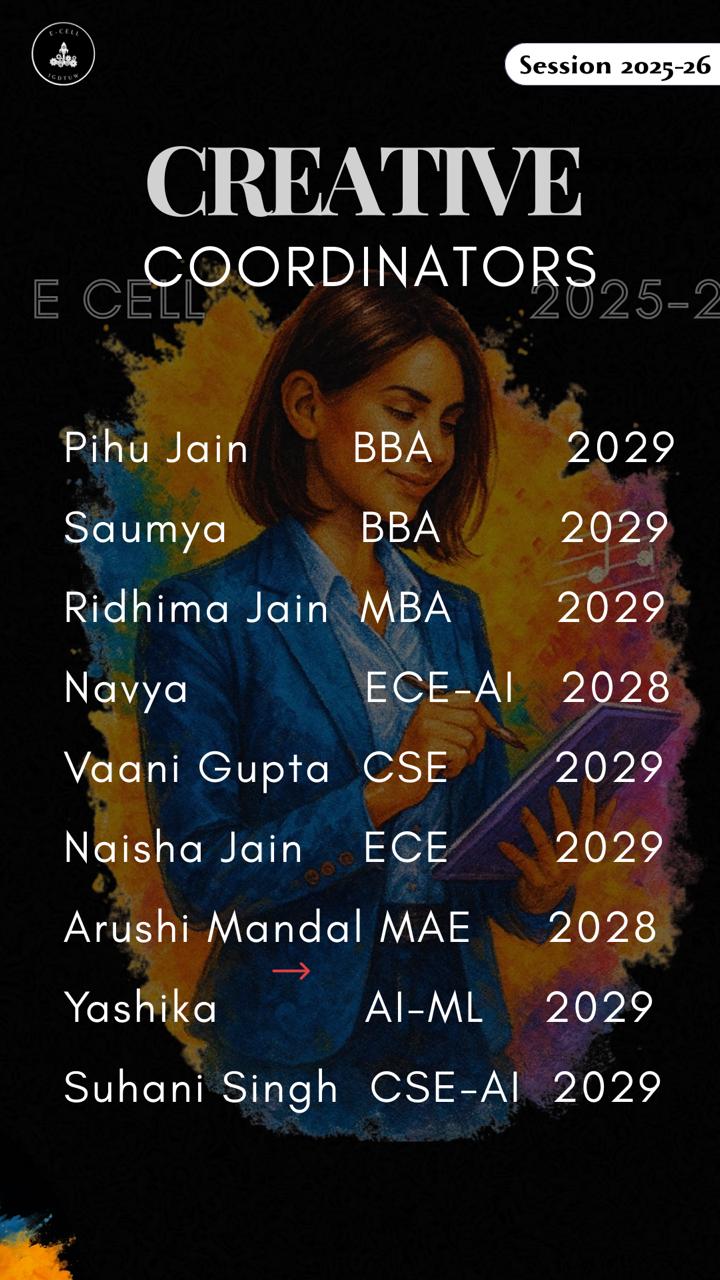 E-CELL
IGDTUW
Session 2025-26
CREATIVE
COORDINATORS
E CELL 2025-2
Pihu Jain BBA 2029
Saumya BBA 2029
Ridhima Jain MBA 2029
Navya ECE-AI 2028
Vaani Gupta CSE 2029
Naisha Jain ECE 2029
Arushi Mandal MAE 2028
→
Yashika AI-ML 2029
Suhani Singh CSE-AI 2029